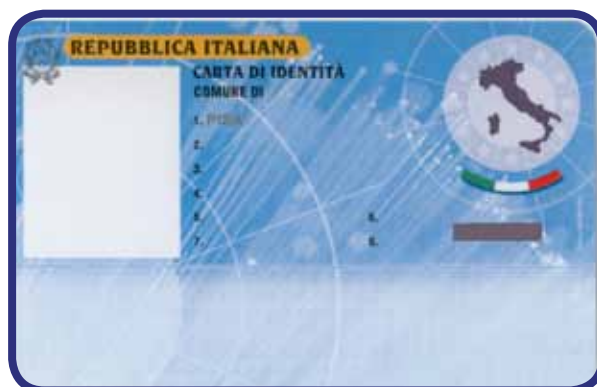 REPUBBLICA ITALIANA
CARTA DI IDENTITÀ
COMUNE DI
1.
2.
3.
4.
5. 6.
7. 8.